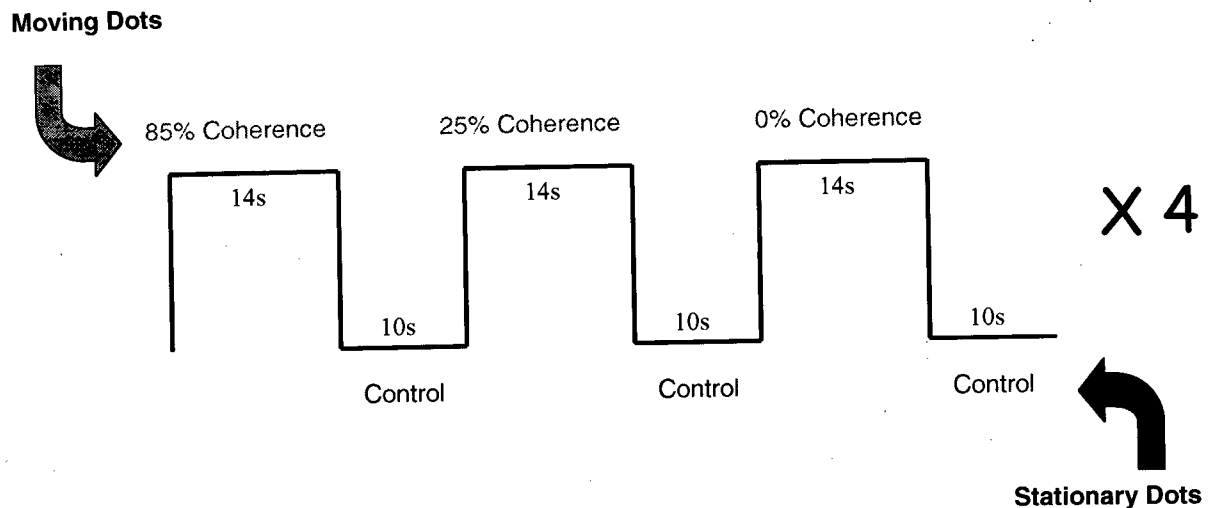 Moving Dots
85% Coherence
25% Coherence
0% Coherence
14s
14s
14s
X 4
10s
10s
10s
Control
Control
Control
Stationary Dots